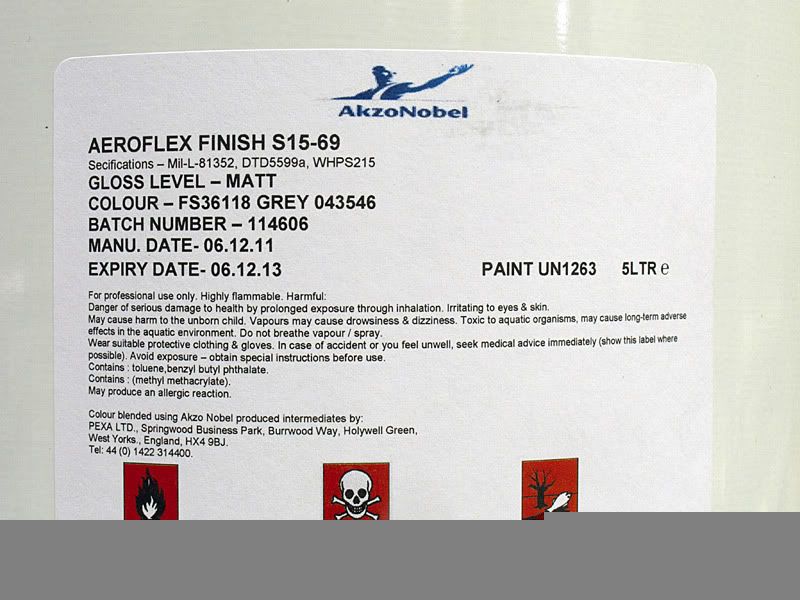 AkzoNobel
AEROFLEX FINISH S15-69
Secifications – Mil-L-81352, DTD5599a, WHPS215
GLOSS LEVEL – MATT
COLOUR – FS36118 GREY 043546
BATCH NUMBER – 114606
MANU. DATE- 06.12.11
EXPIRY DATE- 06.12.13 PAINT UN1263 5LTR ℮
For professional use only. Highly flammable. Harmful:
Danger of serious damage to health by prolonged exposure through inhalation. Irritating to eyes & skin.
May cause harm to the unborn child. Vapours may cause drowsiness & dizziness. Toxic to aquatic organisms, may cause long-term adverse
effects in the aquatic environment. Do not breathe vapour / spray.
Wear suitable protective clothing & gloves. In case of accident or you feel unwell, seek medical advice immediately (show this label where
possible). Avoid exposure – obtain special instructions before use.
Contains : toluene,benzyl butyl phthalate.
Contains : (methyl methacrylate).
May produce an allergic reaction.
Colour blended using Akzo Nobel produced intermediates by:
PEXA LTD., Springwood Business Park, Burrwood Way, Holywell Green,
West Yorks., England, HX4 9BJ.
Tel: 44 (0) 1422 314400.